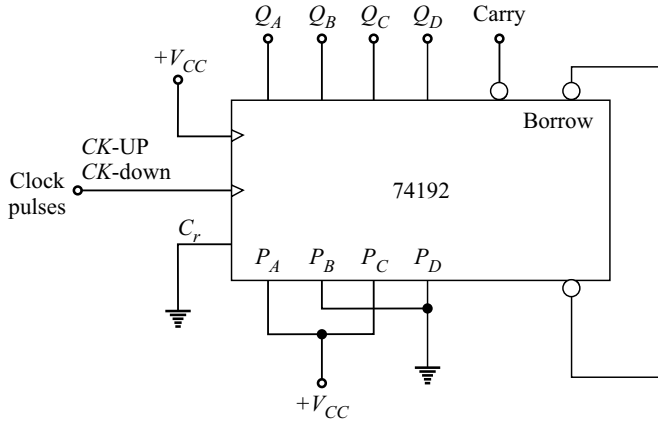 Q_A Q_B Q_C Q_D Carry
+V_CC
Borrow
CK-UP
CK-down
Clock
pulses
74192
C_r
P_A P_B P_C P_D
+V_CC